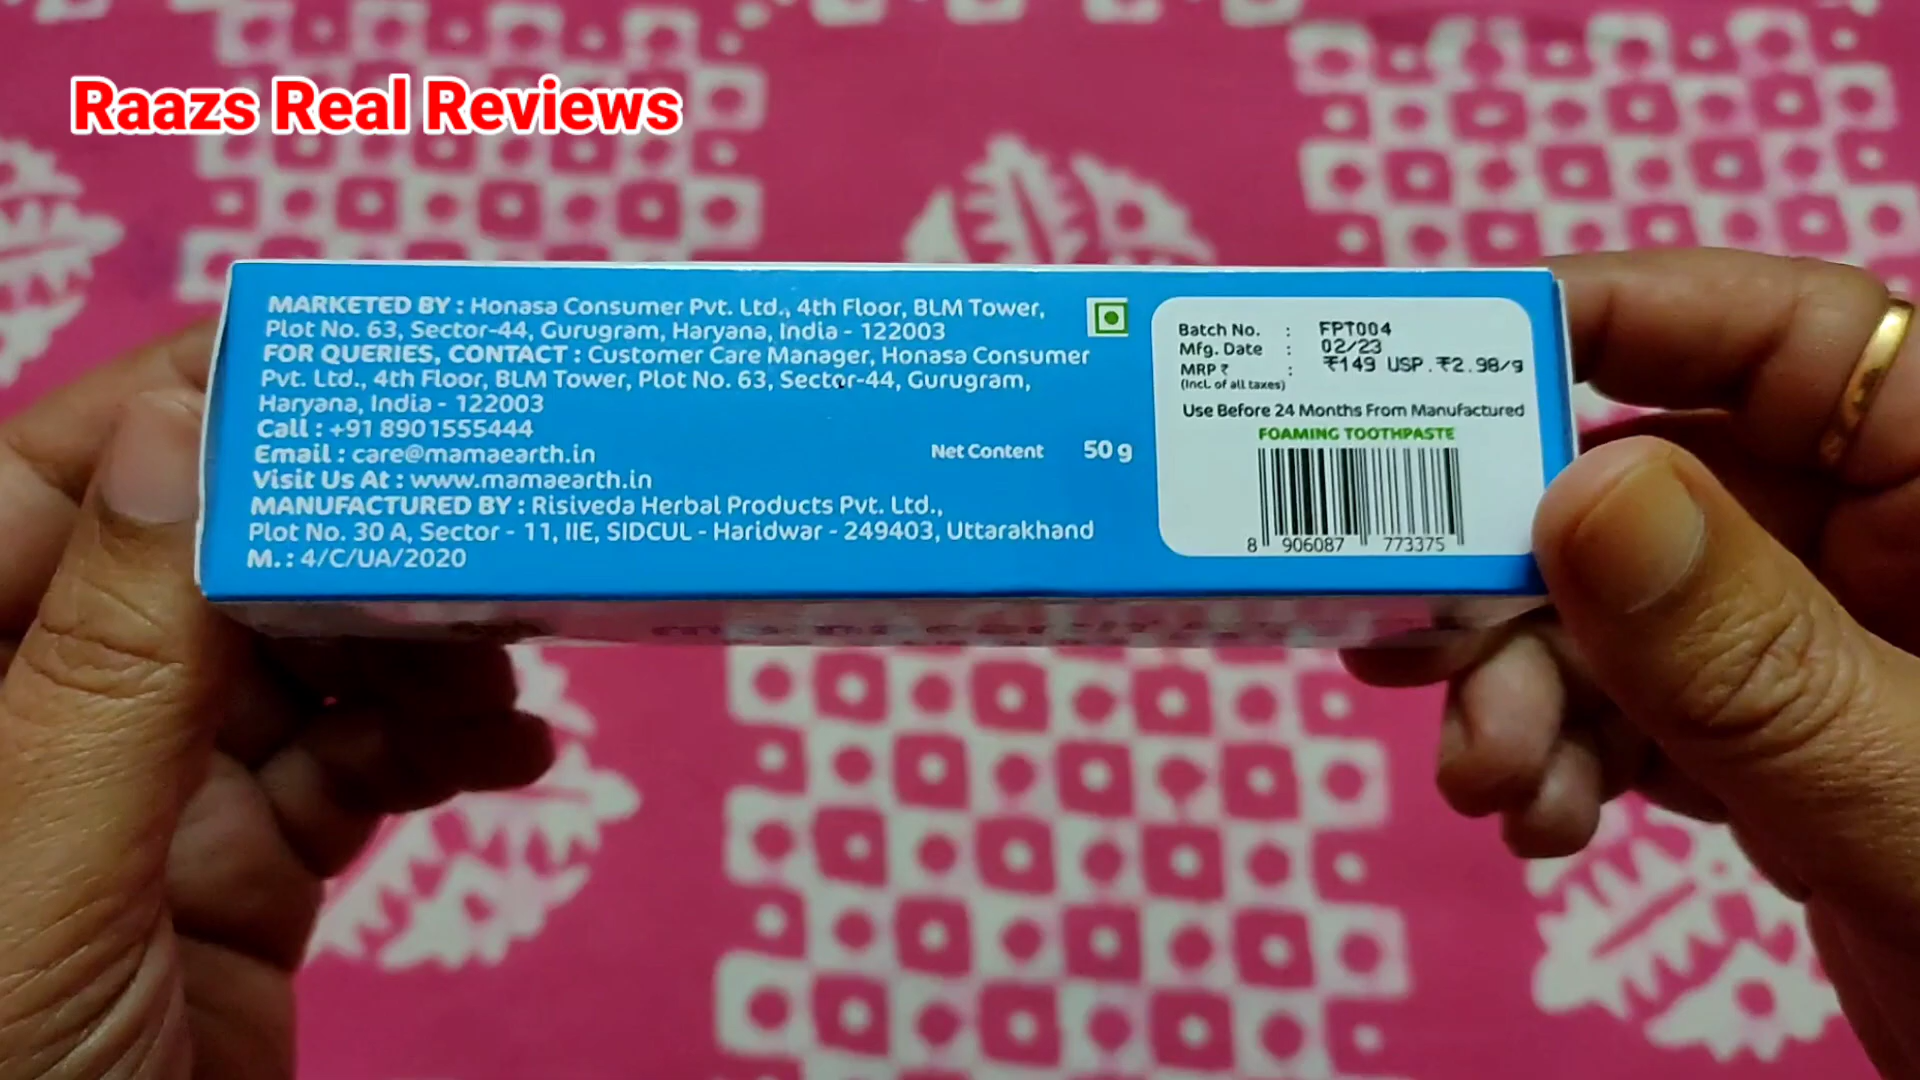 Raazs Real Reviews
MARKETED BY : Honasa Consumer Pvt. Ltd., 4th Floor, BLM Tower,
Plot No. 63, Sector-44, Gurugram, Haryana, India - 122003
FOR QUERIES, CONTACT : Customer Care Manager, Honasa Consumer
Pvt. Ltd., 4th Floor, BLM Tower, Plot No. 63, Sector-44, Gurugram,
Haryana, India - 122003
Call : +91 8901555444
Email : care@mamaearth.in
Visit Us At : www.mamaearth.in
MANUFACTURED BY : Risiveda Herbal Products Pvt. Ltd.,
Plot No. 30 A, Sector - 11, IIE, SIDCUL - Haridwar - 249403, Uttarakhand
M. : 4/C/UA/2020
Net Content 50 g
Batch No. : FPT004
Mfg. Date : 02/23
MRP ₹ : ₹149 USP.₹2.98/g
(Incl. of all taxes)
Use Before 24 Months From Manufactured
FOAMING TOOTHPASTE
8 906087 773375